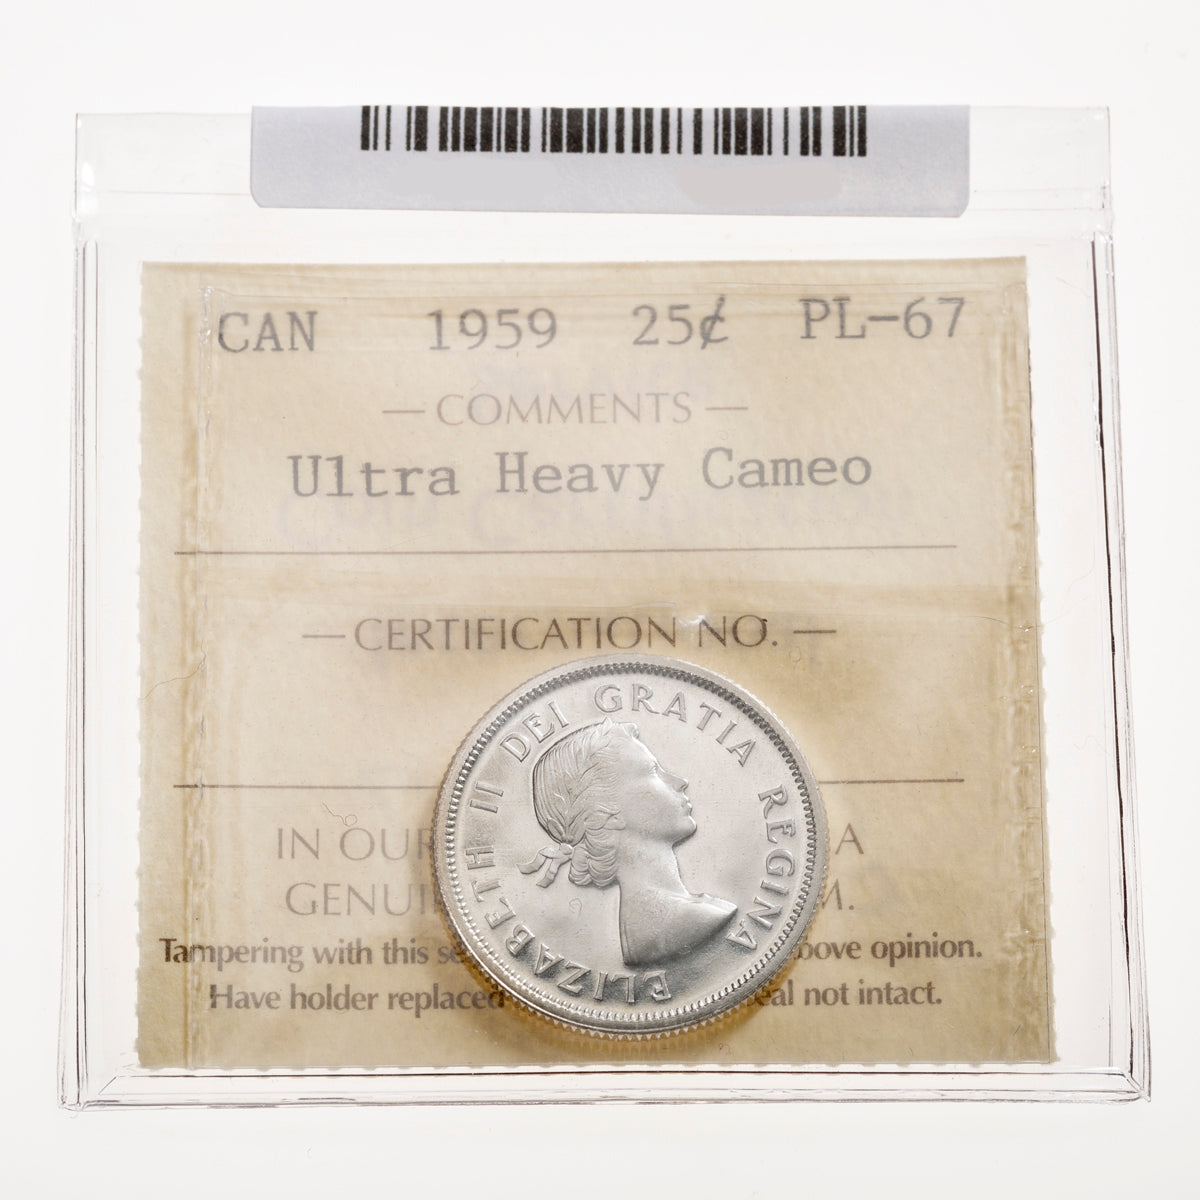 CAN 1959 25¢ PL-67
— COMMENTS —
Ultra Heavy Cameo
— CERTIFICATION NO. —
IN OUR A
GENUI M.
Tampering with this se bove opinion.
Have holder replaced eal not intact.
ELIZABETH II DEI GRATIA REGINA